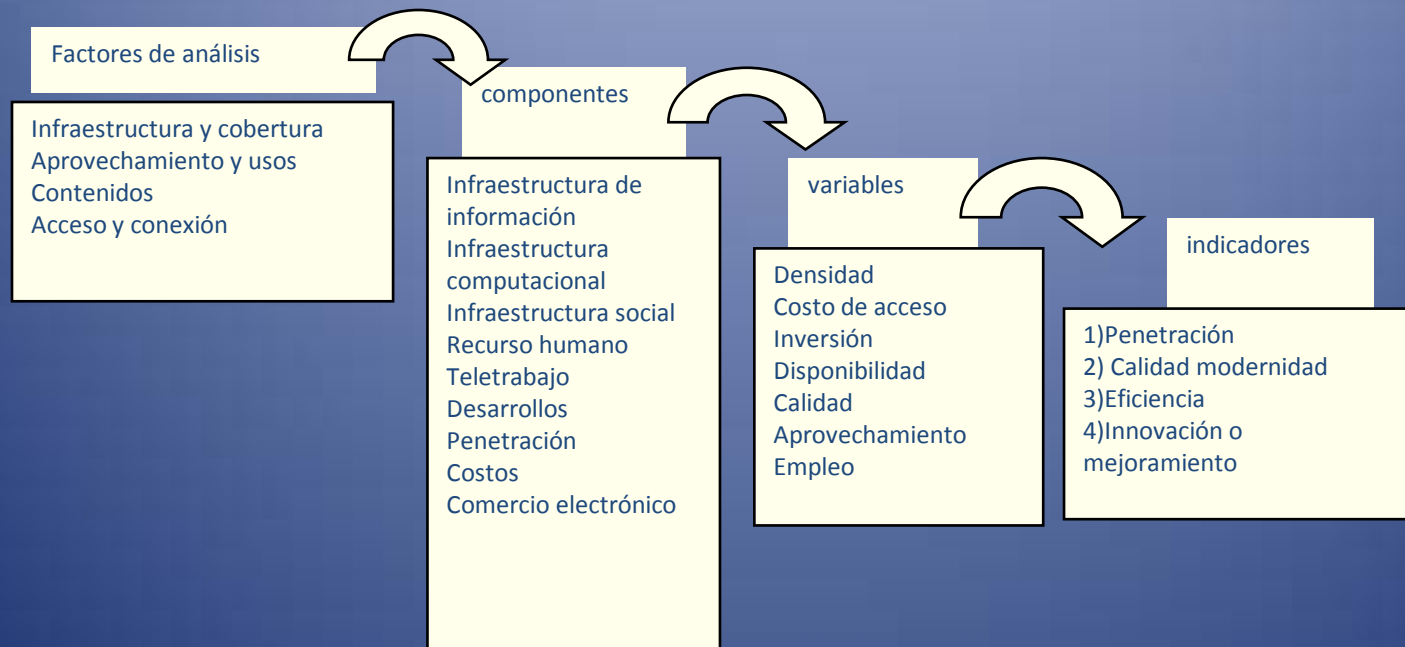 Factores de análisis
Infraestructura y cobertura
Aprovechamiento y usos
Contenidos
Acceso y conexión
componentes
Infraestructura de
información
Infraestructura
computacional
Infraestructura social
Recurso humano
Teletrabajo
Desarrollos
Penetración
Costos
Comercio electrónico
variables
Densidad
Costo de acceso
Inversión
Disponibilidad
Calidad
Aprovechamiento
Empleo
indicadores
1)Penetración
2) Calidad modernidad
3)Eficiencia
4)Innovación o
mejoramiento